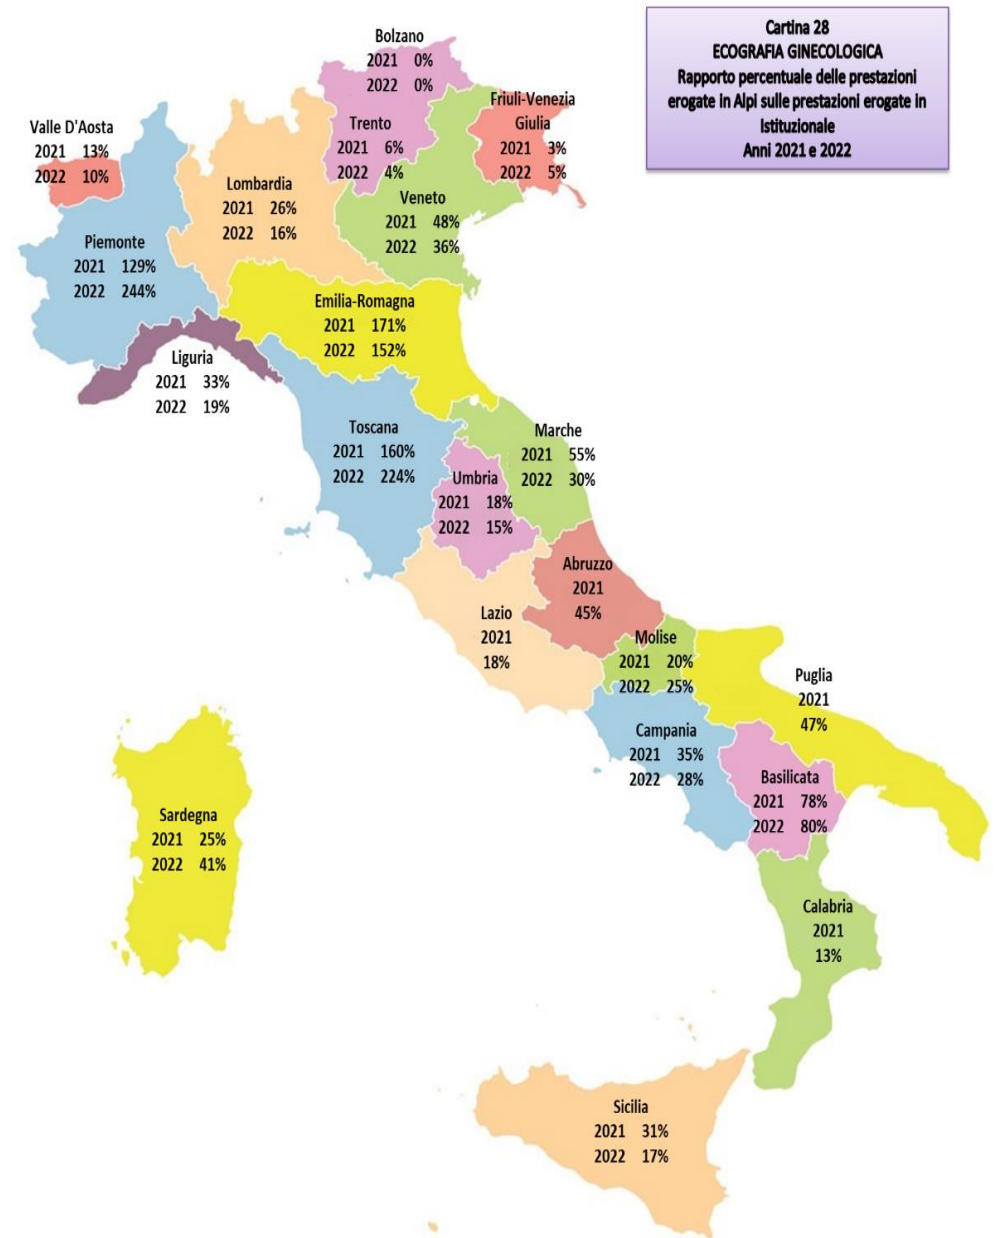 Cartina 28
ECOGRAFIA GINECOLOGICA
Rapporto percentuale delle prestazioni
erogate in Alpi sulle prestazioni erogate in
Istituzionale
Anni 2021 e 2022
Bolzano
2021 0%
2022 0%
Trento
2021 6%
2022 4%
Friuli-Venezia
Giulia
2021 3%
2022 5%
Valle D'Aosta
2021 13%
2022 10%
Lombardia
2021 26%
2022 16%
Veneto
2021 48%
2022 36%
Piemonte
2021 129%
2022 244%
Emilia-Romagna
2021 171%
2022 152%
Liguria
2021 33%
2022 19%
Toscana
2021 160%
2022 224%
Marche
2021 55%
2022 30%
Umbria
2021 18%
2022 15%
Abruzzo
2021
45%
Lazio
2021
18%
Molise
2021 20%
2022 25%
Puglia
2021
47%
Campania
2021 35%
2022 28%
Basilicata
2021 78%
2022 80%
Sardegna
2021 25%
2022 41%
Calabria
2021
13%
Sicilia
2021 31%
2022 17%